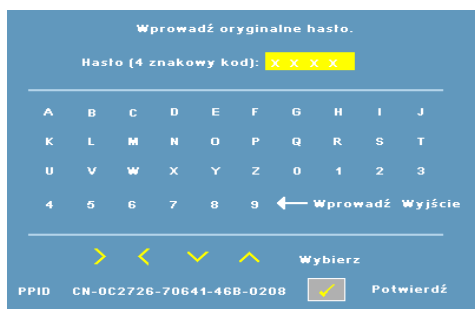 Wprowadź oryginalne hasło.
Hasło (4 znakowy kod): X X X X
A B C D E F G H I J
K L M N O P Q R S T
U V W X Y Z 0 1 2 3
4 5 6 7 8 9 ← Wprowadź Wyjście
Wybierz
PPID CN-0C2726-70641-46B-0208 ✓ Potwierdź